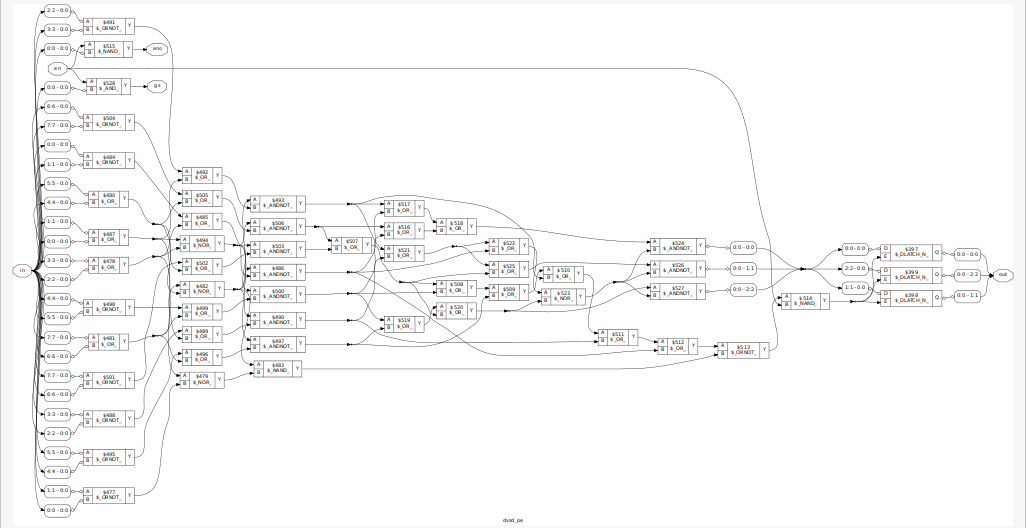 2:2 - 0:0
3:3 - 0:0
A $491 Y
B $_ORNOT_
0:0 - 0:0
A $515 Y
B $_NAND_
eno
en
0:0 - 0:0
A $528 Y
B $_AND_
gs
6:6 - 0:0
7:7 - 0:0
A $504 Y
B $_ORNOT_
0:0 - 0:0
1:1 - 0:0
A $484 Y
B $_ORNOT_
5:5 - 0:0
4:4 - 0:0
A $480 Y
B $_OR_
1:1 - 0:0
0:0 - 0:0
A $487 Y
B $_OR_
in
3:3 - 0:0
2:2 - 0:0
A $478 Y
B $_OR_
4:4 - 0:0
5:5 - 0:0
A $498 Y
B $_ORNOT_
7:7 - 0:0
6:6 - 0:0
A $481 Y
B $_OR_
7:7 - 0:0
6:6 - 0:0
A $501 Y
B $_ORNOT_
3:3 - 0:0
2:2 - 0:0
A $488 Y
B $_ORNOT_
5:5 - 0:0
4:4 - 0:0
A $495 Y
B $_ORNOT_
1:1 - 0:0
0:0 - 0:0
A $477 Y
B $_ORNOT_
A $492 Y
B $_OR_
A $505 Y
B $_OR_
A $485 Y
B $_OR_
A $494 Y
B $_NOR_
A $502 Y
B $_OR_
A $482 Y
B $_NOR_
A $499 Y
B $_OR_
A $489 Y
B $_OR_
A $496 Y
B $_OR_
A $479 Y
B $_NOR_
A $493 Y
B $_ANDNOT_
A $506 Y
B $_ANDNOT_
A $503 Y
B $_ANDNOT_
A $486 Y
B $_ANDNOT_
A $500 Y
B $_ANDNOT_
A $490 Y
B $_ANDNOT_
A $497 Y
B $_ANDNOT_
A $483 Y
B $_NAND_
A $507 Y
B $_OR_
A $517 Y
B $_OR_
A $516 Y
B $_OR_
A $521 Y
B $_OR_
A $519 Y
B $_OR_
A $518 Y
B $_OR_
A $508 Y
B $_OR_
A $520 Y
B $_OR_
A $522 Y
B $_OR_
A $525 Y
B $_OR_
A $509 Y
B $_OR_
A $510 Y
B $_OR_
A $523 Y
B $_NOR_
A $511 Y
B $_OR_
A $524 Y
B $_ANDNOT_
A $526 Y
B $_ANDNOT_
A $527 Y
B $_ANDNOT_
A $512 Y
B $_OR_
A $513 Y
B $_ORNOT_
0:0 - 0:0
0:0 - 1:1
0:0 - 2:2
A $514 Y
B $_NAND_
0:0 - 0:0
2:2 - 0:0
1:1 - 0:0
D $397 Q
E $_DLATCH_N_
D $399 Q
E $_DLATCH_N_
D $398 Q
E $_DLATCH_N_
0:0 - 0:0
0:0 - 2:2
0:0 - 1:1
out
dvsd_pe